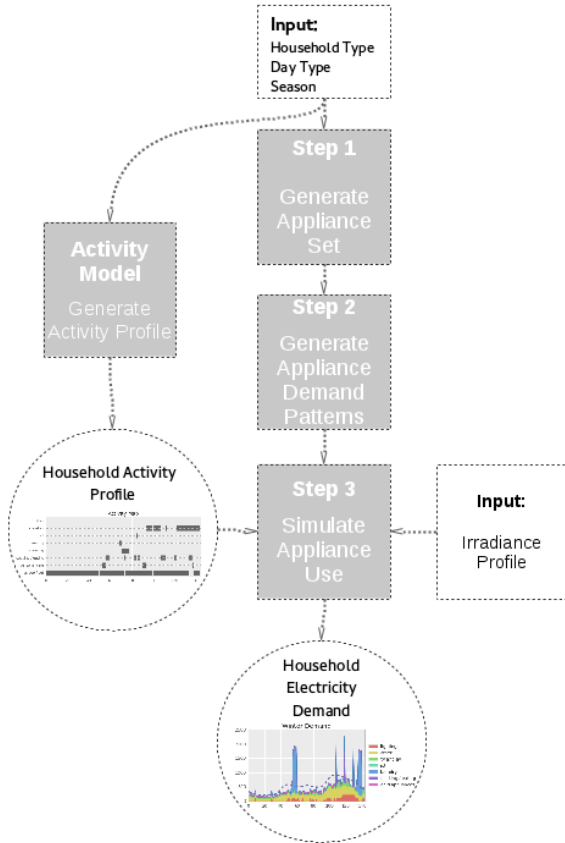 Input:
Household Type
Day Type
Season
Step 1
Generate
Appliance
Set
Activity
Model
Generate
Activity Profile
Step 2
Generate
Appliance
Demand
Patterns
Household Activity
Profile
Step 3
Simulate
Appliance
Use
Input:
Irradiance
Profile
Household
Electricity
Demand
Winter Demand